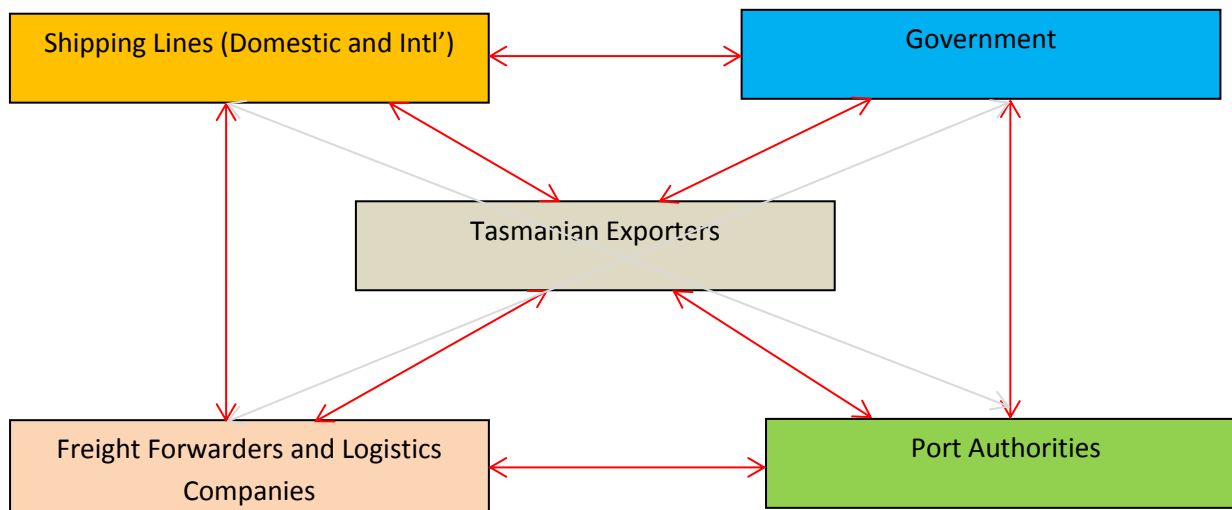 Shipping Lines (Domestic and Intl’)
Government
Tasmanian Exporters
Freight Forwarders and Logistics
Companies
Port Authorities